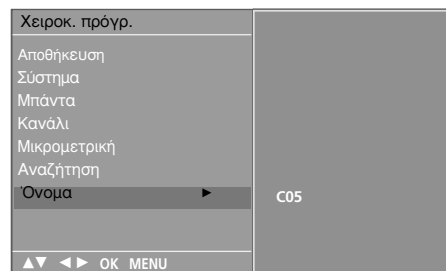 Χειροκ. πρόγρ.
Αποθήκευση
Σύστημα
Μπάντα
Κανάλι
Μικρομετρική
Αναζήτηση
Όνομα ►
C05
▲▼ ◄► OK MENU